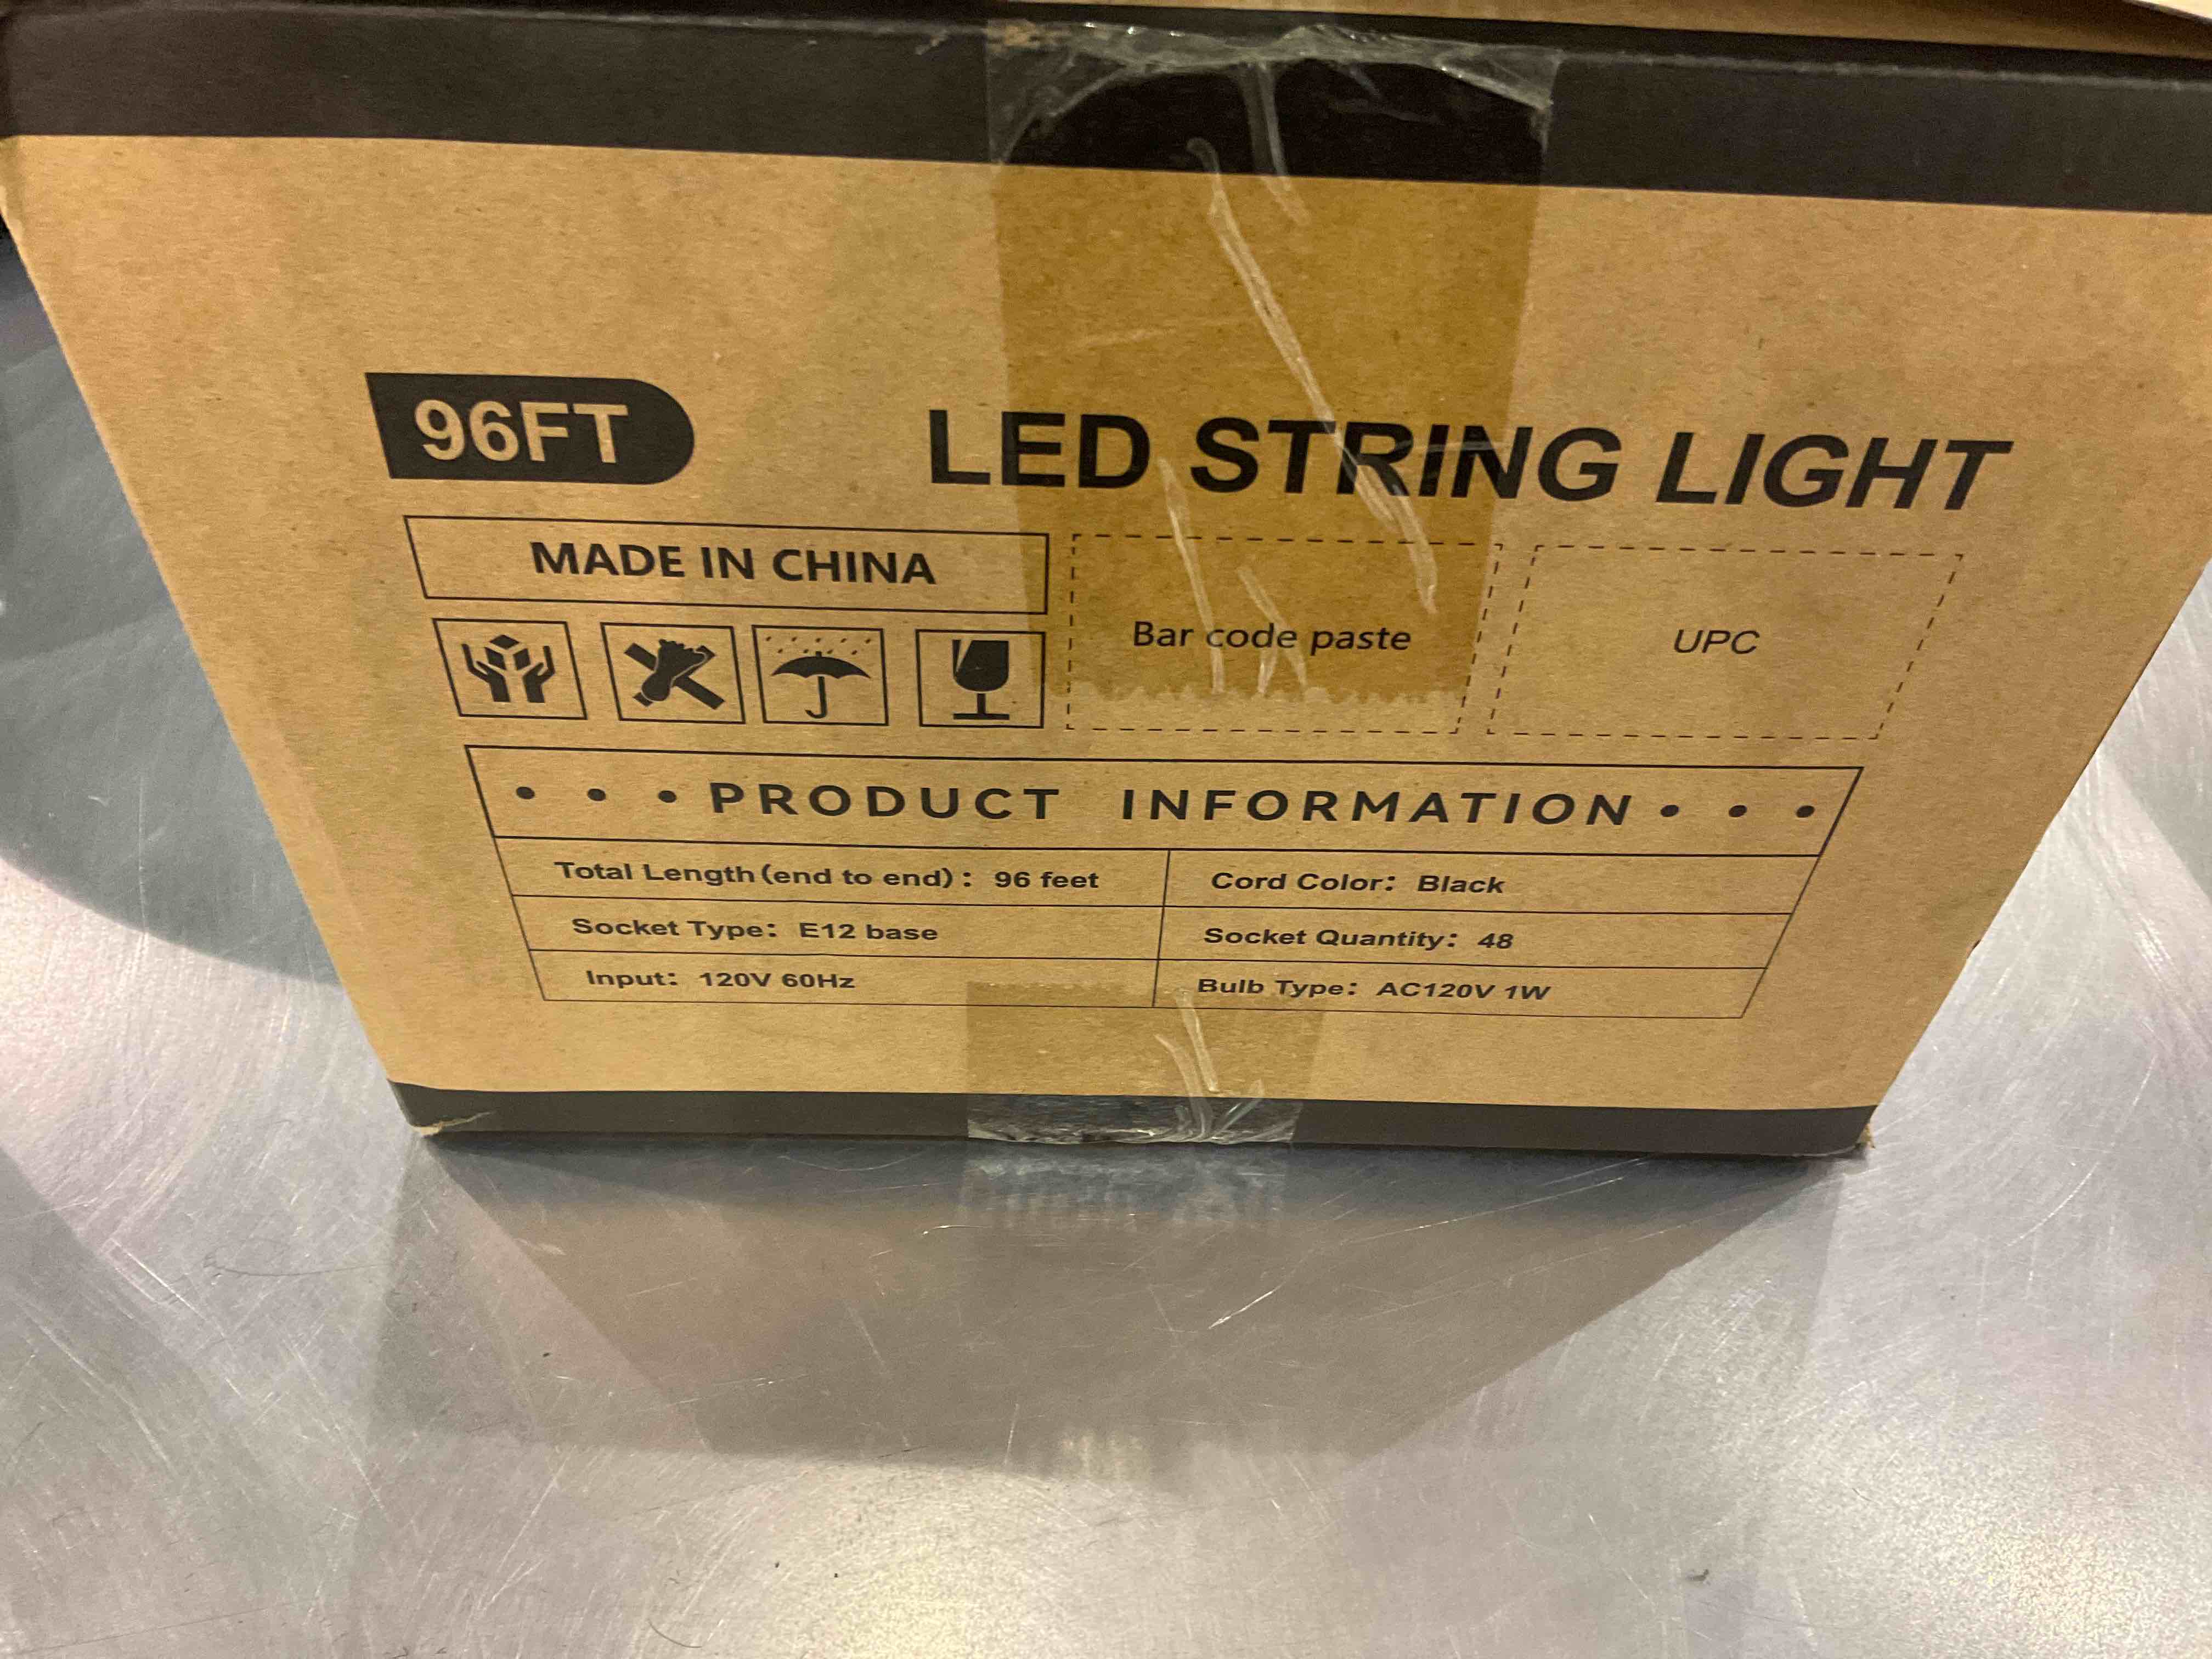 96FT
LED STRING LIGHT
MADE IN CHINA
Bar code paste
UPC
• • • PRODUCT INFORMATION • • •
Total Length (end to end): 96 feet
Cord Color: Black
Socket Type: E12 base
Socket Quantity: 48
Input: 120V 60Hz
Bulb Type: AC120V 1W